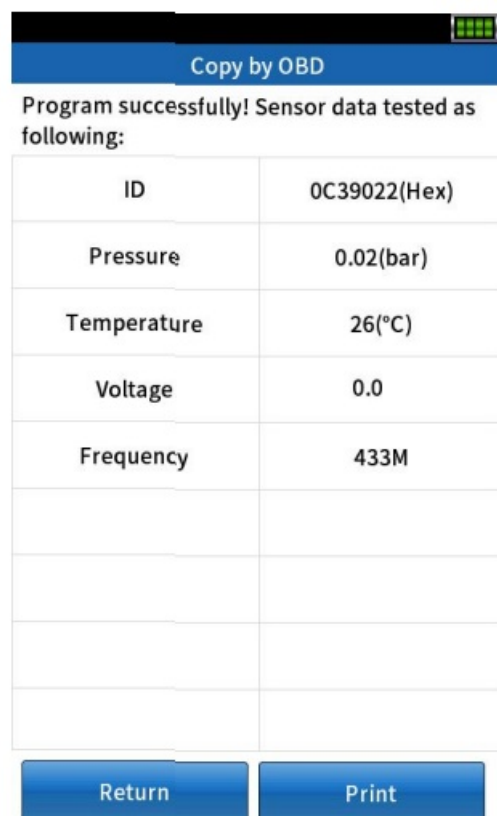 Copy by OBD
Program successfully! Sensor data tested as
following:
ID 0C39022(Hex)
Pressure 0.02(bar)
Temperature 26(°C)
Voltage 0.0
Frequency 433M
Return Print